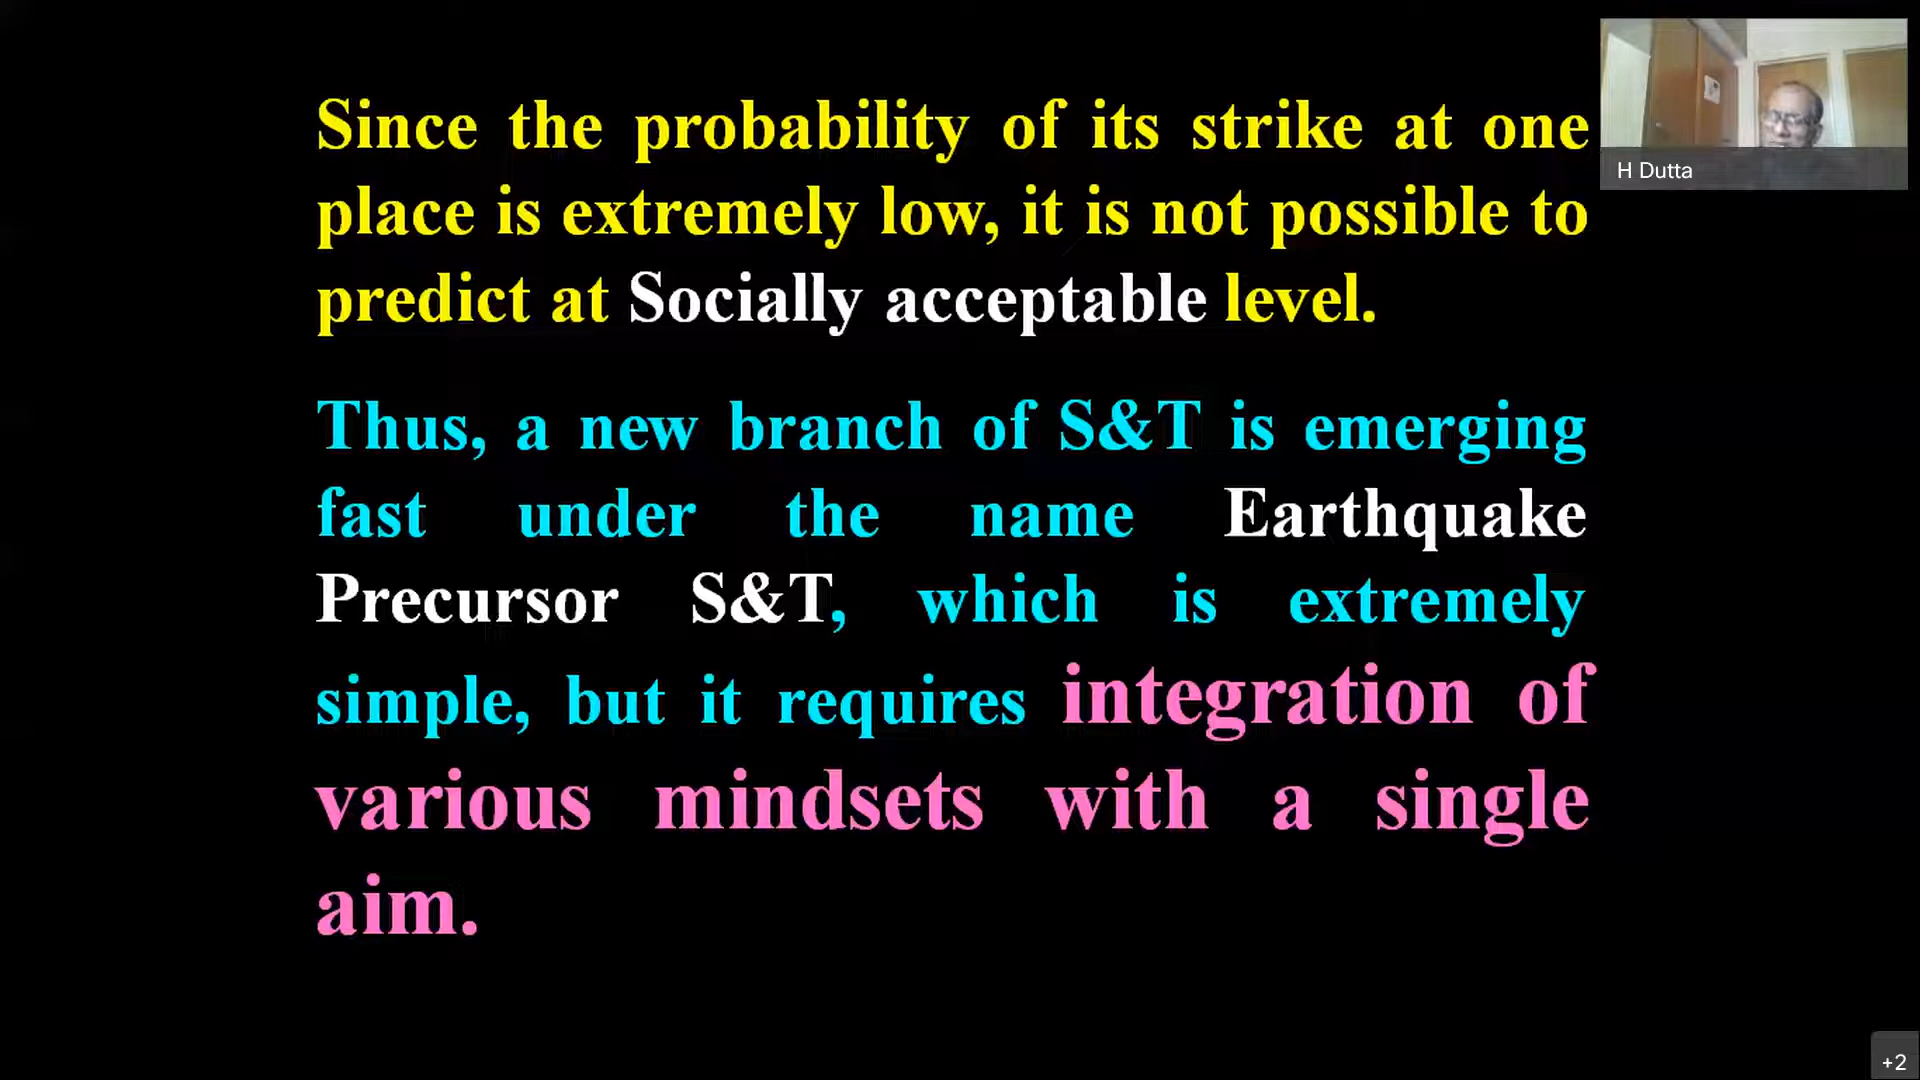 Since the probability of its strike at one
place is extremely low, it is not possible to
predict at Socially acceptable level.
Thus, a new branch of S&T is emerging
fast under the name Earthquake
Precursor S&T, which is extremely
simple, but it requires integration of
various mindsets with a single
aim.
H Dutta
+2